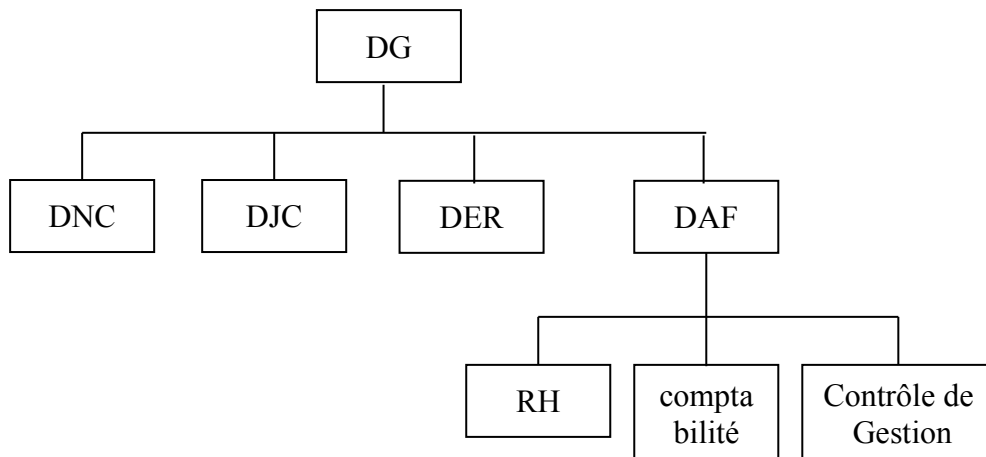 DG
DNC
DJC
DER
DAF
RH
compta
bilité
Contrôle de
Gestion